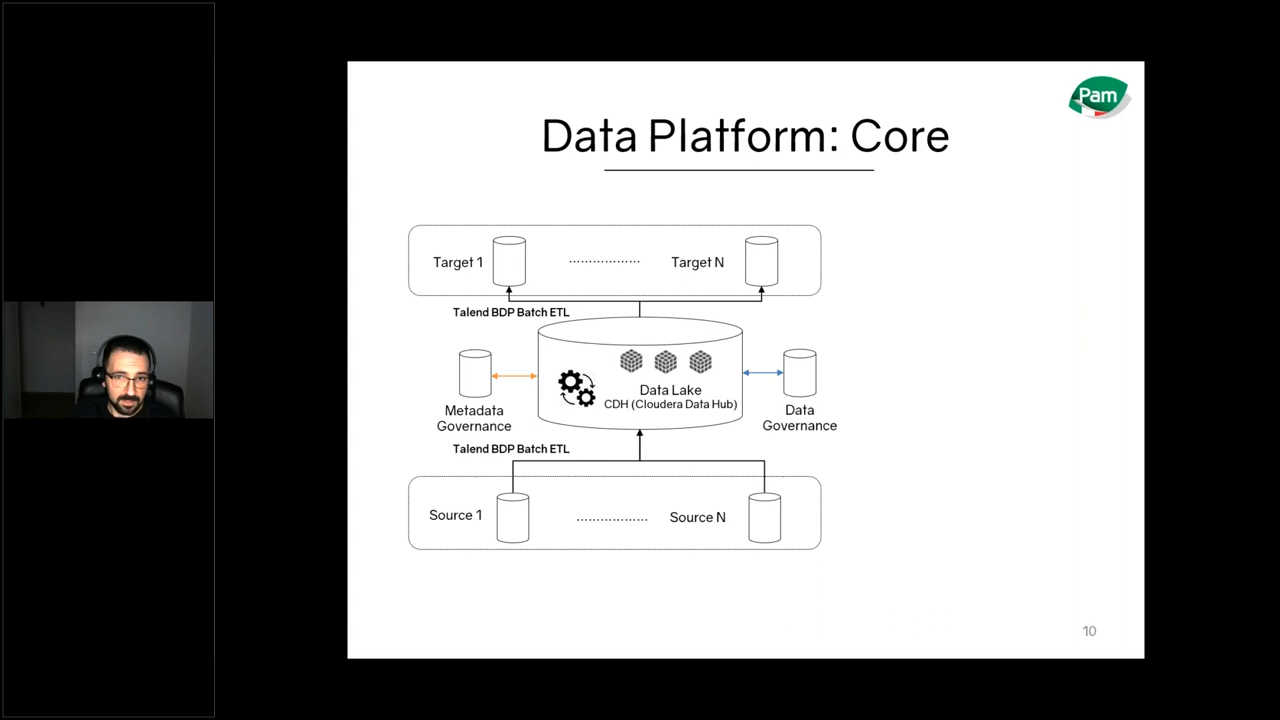 Pam
Data Platform: Core
Target 1
..................
Target N
Talend BDP Batch ETL
Data Lake
CDH (Cloudera Data Hub)
Metadata
Governance
Data
Governance
Talend BDP Batch ETL
Source 1
..................
Source N
10